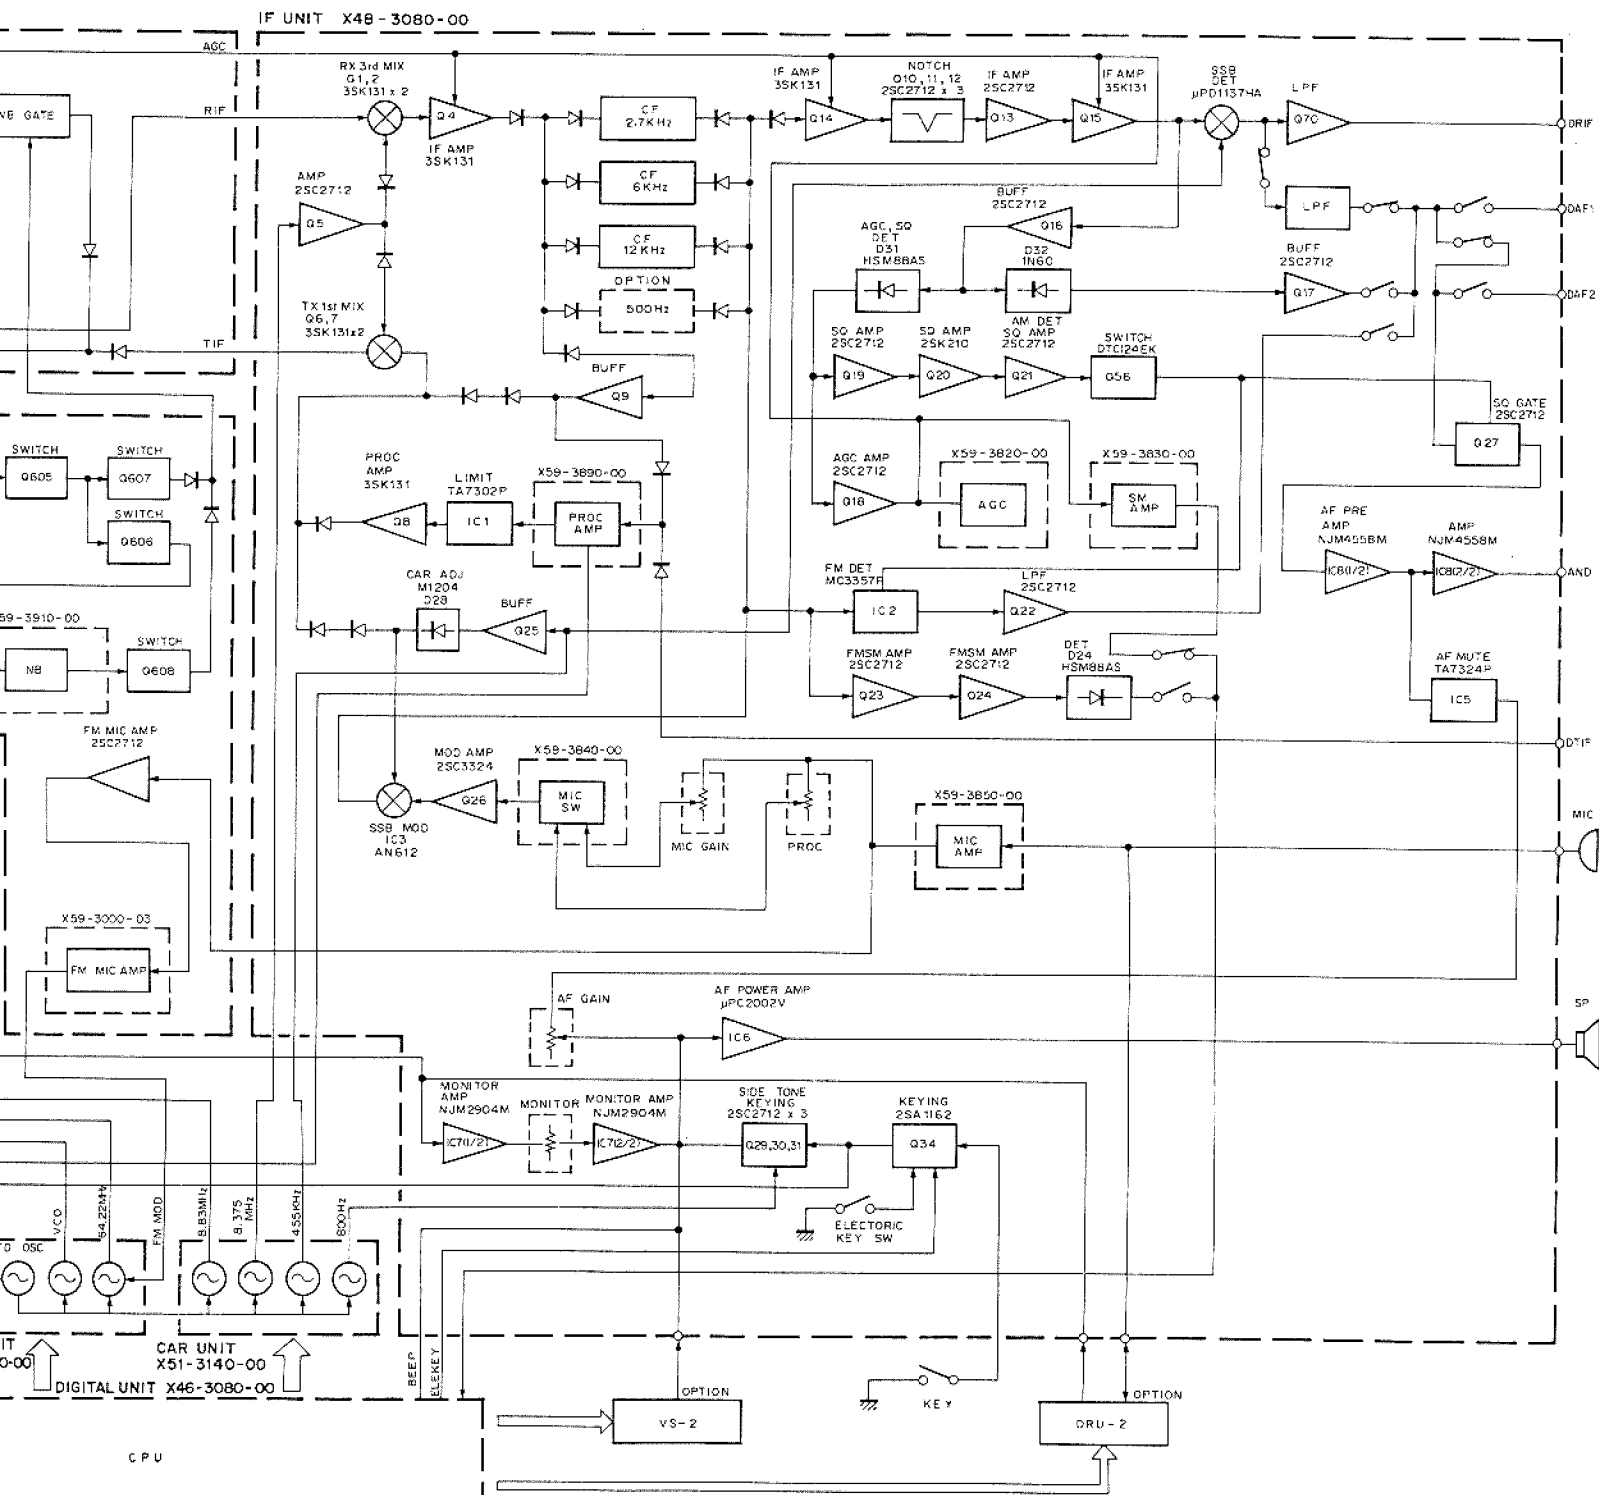 IF UNIT X48-3080-00
AGC
RX 3rd MIX
Q1,2
3SK131 x 2
RIF
NB GATE
Q4
IF AMP
3SK131
CF
2.7KHz
CF
6KHz
CF
12KHz
OPTION
500Hz
IF AMP
3SK131
Q14
NOTCH
Q10,11,12
2SC2712 x 3
IF AMP
2SC2712
Q13
IF AMP
3SK131
Q15
SSB
DET
µPD1137HA
LPF
Q70
DRIF
AMP
2SC2712
Q5
BUFF
2SC2712
Q16
LPF
DAF1
AGC,SQ
DET
D31
HSM88AS
D32
1N60
AM DET
BUFF
2SC2712
Q17
DAF2
TX 1st MIX
Q6,7
3SK131x2
TIF
BUFF
Q9
SQ AMP
2SC2712
Q19
SQ AMP
2SK210
Q20
SQ AMP
2SC2712
Q21
SWITCH
DTC124EK
Q56
SQ GATE
2SC2712
Q27
SWITCH
Q605
SWITCH
Q607
SWITCH
Q606
PROC
AMP
3SK131
Q8
LIMIT
TA7302P
IC1
X59-3890-00
PROC
AMP
AGC AMP
2SC2712
Q18
X59-3820-00
AGC
X59-3830-00
SM
AMP
AF PRE
AMP
NJM4558M
IC8(1/2)
AMP
NJM4558M
IC8(2/2)
AND
CAR ADJ
M1204
D28
BUFF
Q25
FM DET
MC3357P
IC2
LPF
2SC2712
Q22
59-3910-00
NB
SWITCH
Q608
FMSM AMP
2SC2712
Q23
FMSM AMP
2SC2712
Q24
DET
D24
HSM88AS
AF MUTE
TA7324P
IC5
FM MIC AMP
2SC2712
DTIF
MOD AMP
2SC3324
Q26
X59-3840-00
MIC
SW
SSB MOD
IC3
AN612
MIC GAIN
PROC
X59-3850-00
MIC
AMP
MIC
X59-3000-03
FM MIC AMP
AF GAIN
AF POWER AMP
µPC2002V
IC6
SP
MONITOR
AMP
NJM2904M
IC7(1/2)
MONITOR
MONITOR AMP
NJM2904M
IC7(2/2)
SIDE TONE
KEYING
2SC2712 x 3
Q29,30,31
KEYING
2SA1162
Q34
ELECTORIC
KEY SW
VCO
64.22MHz
FM MOD
8.83MHz
8.375
MHz
455KHz
800Hz
TD OSC
IT
0-00
CAR UNIT
X51-3140-00
DIGITAL UNIT X46-3080-00
BEEP
ELEKEY
CPU
OPTION
VS-2
KEY
OPTION
DRU-2